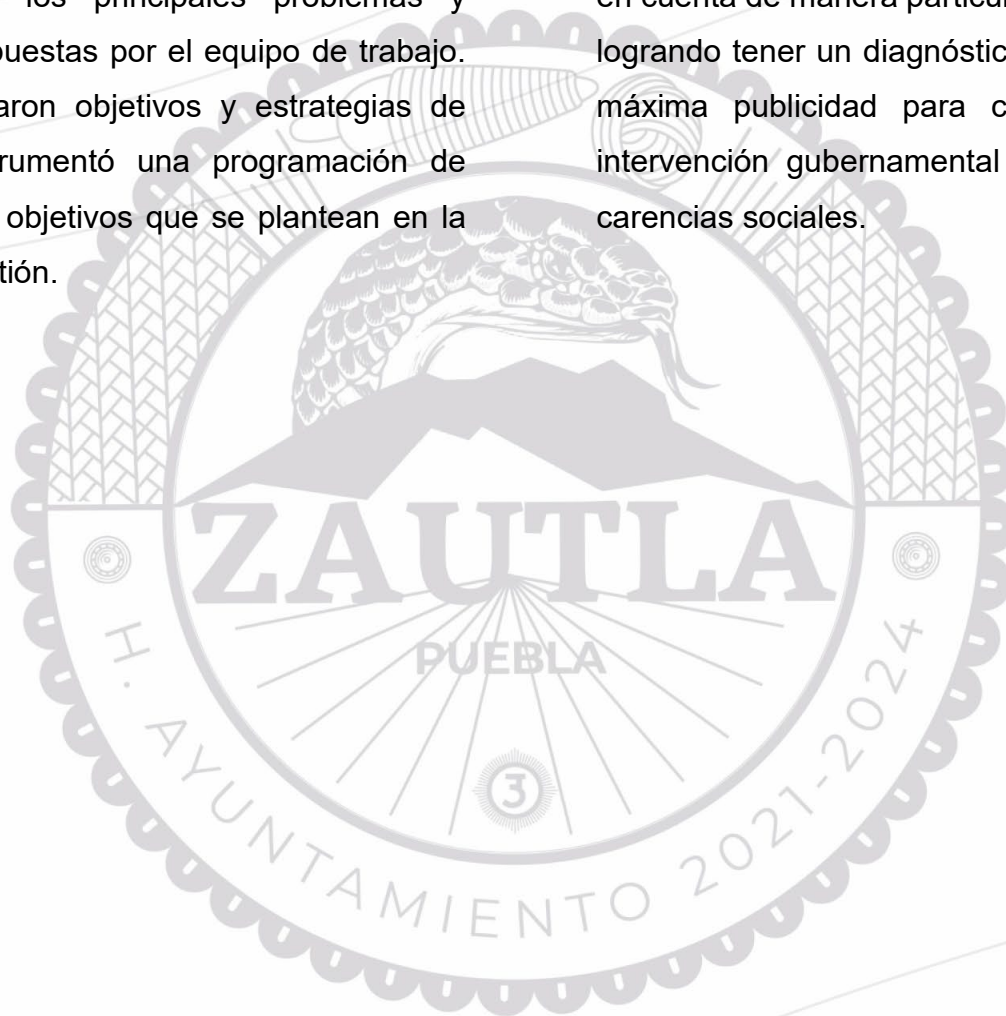 los principales problemas y
puestas por el equipo de trabajo.
aron objetivos y estrategias de
rumentó una programación de
objetivos que se plantean en la
tión.
en cuenta de manera particul
logrando tener un diagnóstic
máxima publicidad para c
intervención gubernamental
carencias sociales.
ZAUTLA
PUEBLA
3
H. AYUNTAMIENTO 2021-2024